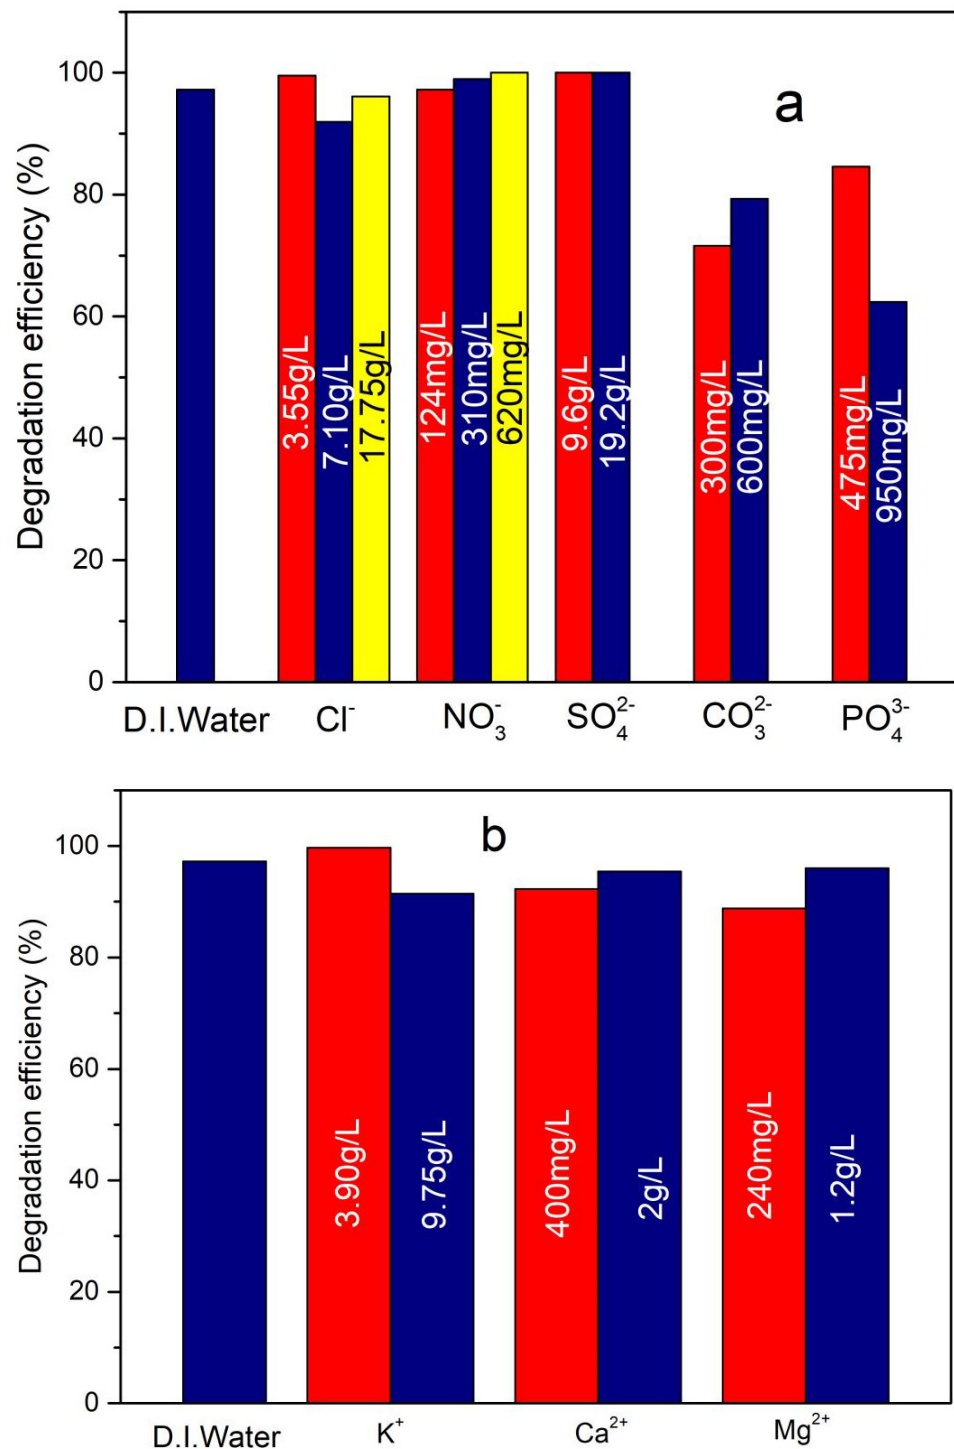 a
Degradation efficiency (%)
100
80
60
40
20
0
3.55g/L
7.10g/L
17.75g/L
124mg/L
310mg/L
620mg/L
9.6g/L
19.2g/L
300mg/L
600mg/L
475mg/L
950mg/L
D.I.Water Cl⁻ NO₃⁻ SO₄²⁻ CO₃²⁻ PO₄³⁻
b
Degradation efficiency (%)
100
80
60
40
20
0
3.90g/L
9.75g/L
400mg/L
2g/L
240mg/L
1.2g/L
D.I.Water K⁺ Ca²⁺ Mg²⁺